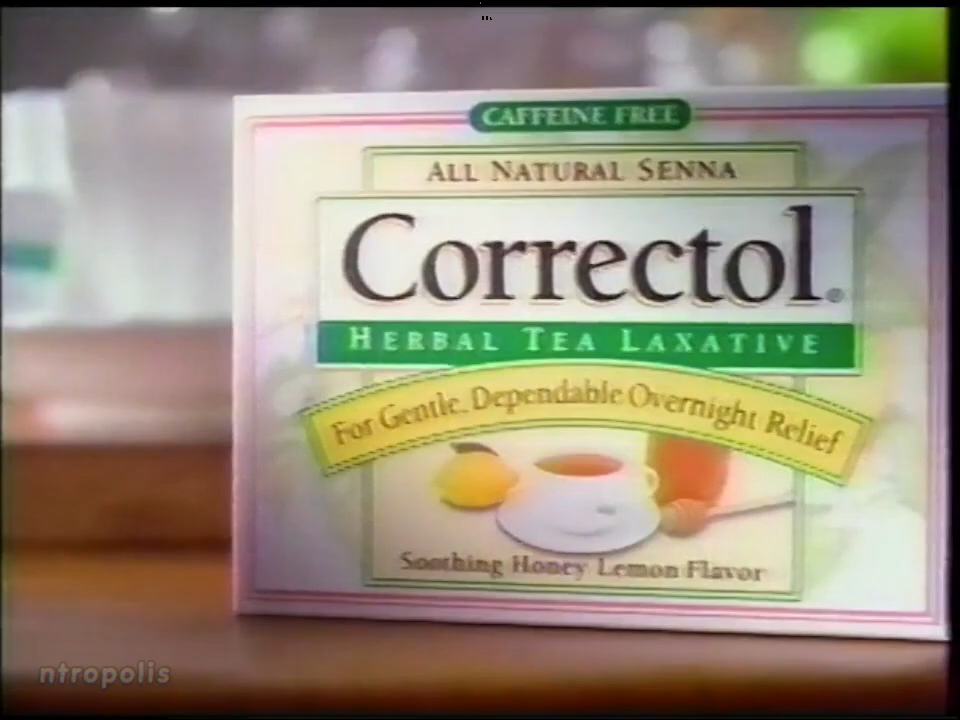 CAFFEINE FREE
ALL NATURAL SENNA
Correctol®
HERBAL TEA LAXATIVE
For Gentle, Dependable Overnight Relief
Soothing Honey Lemon Flavor
ntropolis